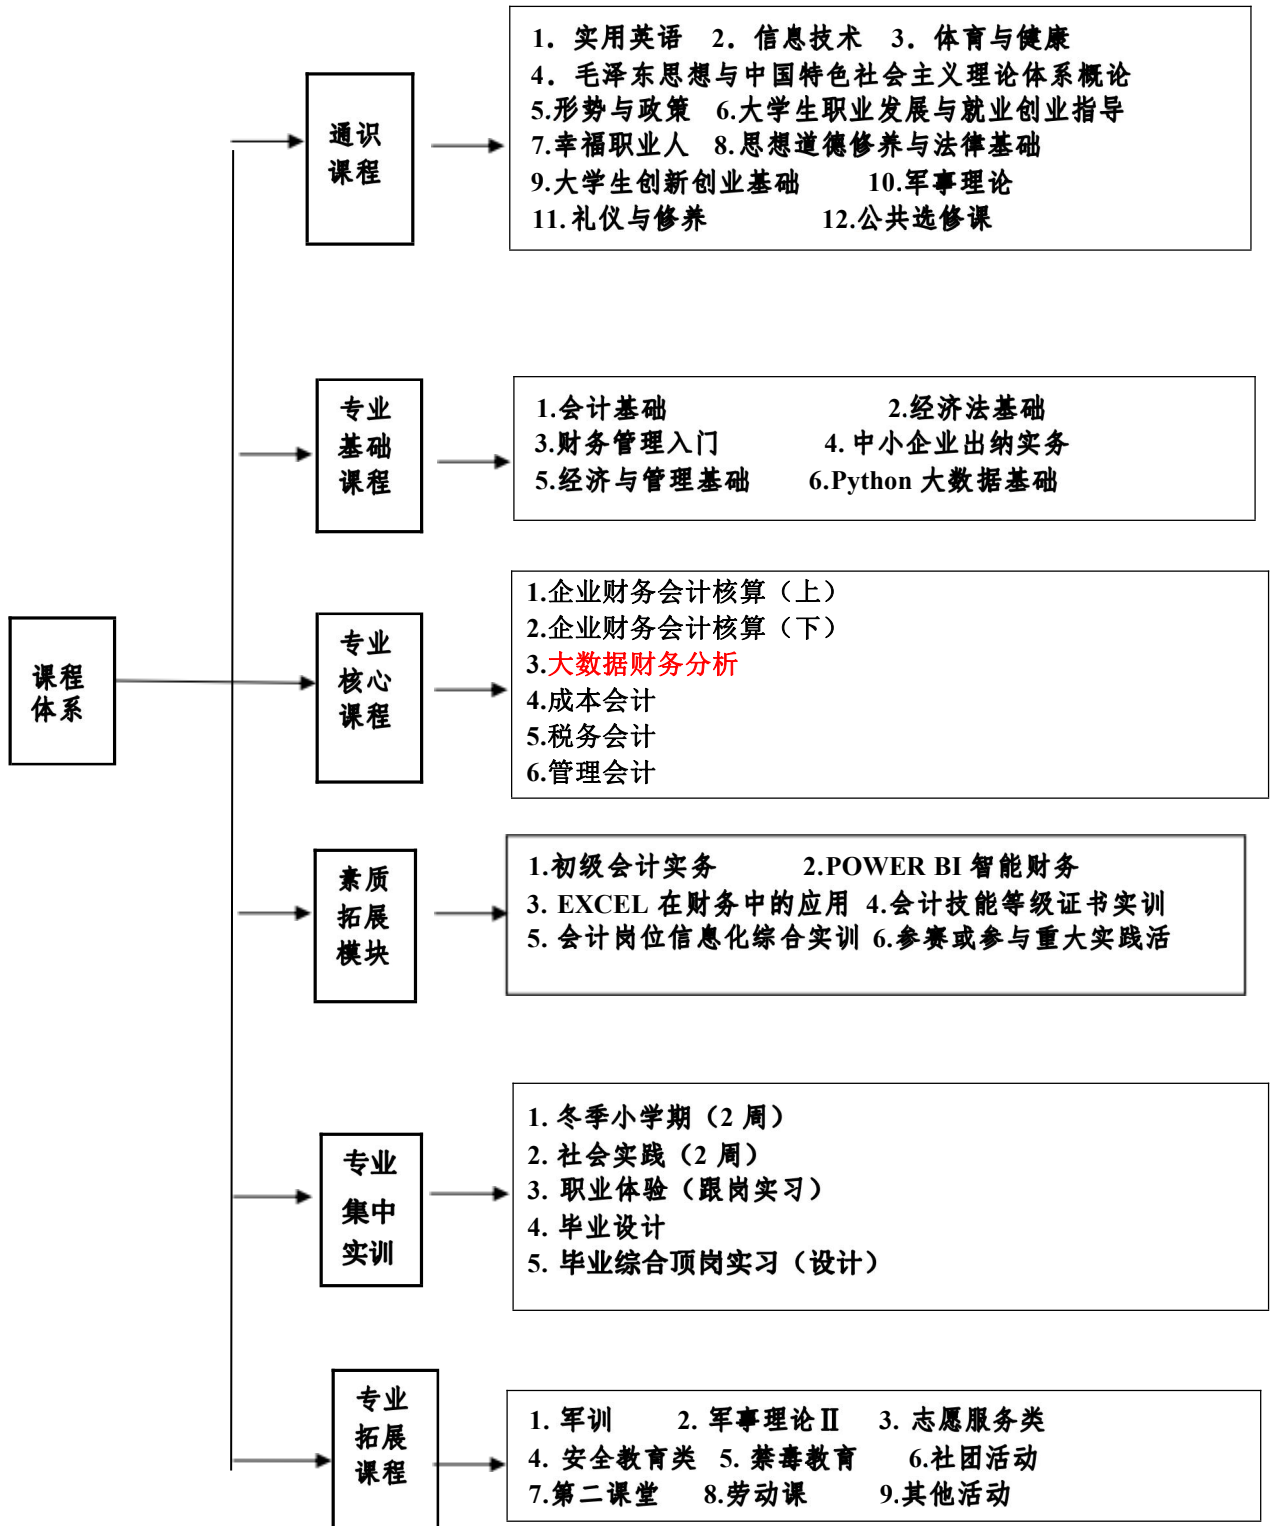 课程
体系
通识
课程
1. 实用英语 2. 信息技术 3. 体育与健康
4. 毛泽东思想与中国特色社会主义理论体系概论
5.形势与政策 6.大学生职业发展与就业创业指导
7.幸福职业人 8.思想道德修养与法律基础
9.大学生创新创业基础 10.军事理论
11.礼仪与修养 12.公共选修课
专业
基础
课程
1.会计基础 2.经济法基础
3.财务管理入门 4.中小企业出纳实务
5.经济与管理基础 6.Python 大数据基础
专业
核心
课程
1.企业财务会计核算（上）
2.企业财务会计核算（下）
3.大数据财务分析
4.成本会计
5.税务会计
6.管理会计
素质
拓展
模块
1.初级会计实务 2.POWER BI 智能财务
3. EXCEL 在财务中的应用 4.会计技能等级证书实训
5. 会计岗位信息化综合实训 6.参赛或参与重大实践活
专业
集中
实训
1. 冬季小学期（2 周）
2. 社会实践（2 周）
3. 职业体验（跟岗实习）
4. 毕业设计
5. 毕业综合顶岗实习（设计）
专业
拓展
课程
1. 军训 2. 军事理论Ⅱ 3. 志愿服务类
4. 安全教育类 5. 禁毒教育 6.社团活动
7.第二课堂 8.劳动课 9.其他活动